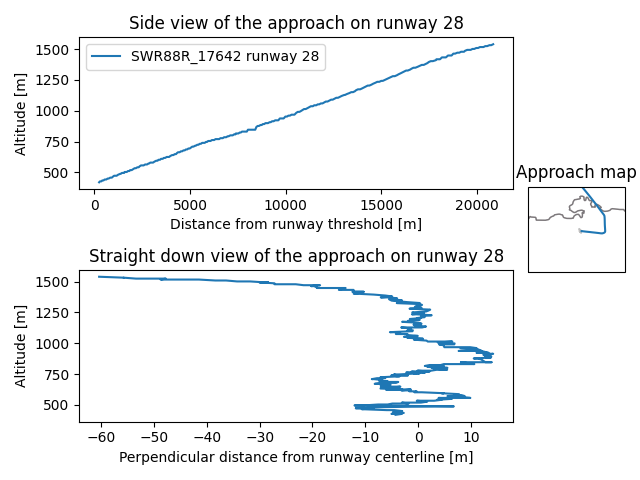 Side view of the approach on runway 28
SWR88R_17642 runway 28
Altitude [m]
1500
1250
1000
750
500
0
5000
10000
15000
20000
Distance from runway threshold [m]
Approach map
Straight down view of the approach on runway 28
Altitude [m]
1500
1250
1000
750
500
−60
−50
−40
−30
−20
−10
0
10
Perpendicular distance from runway centerline [m]